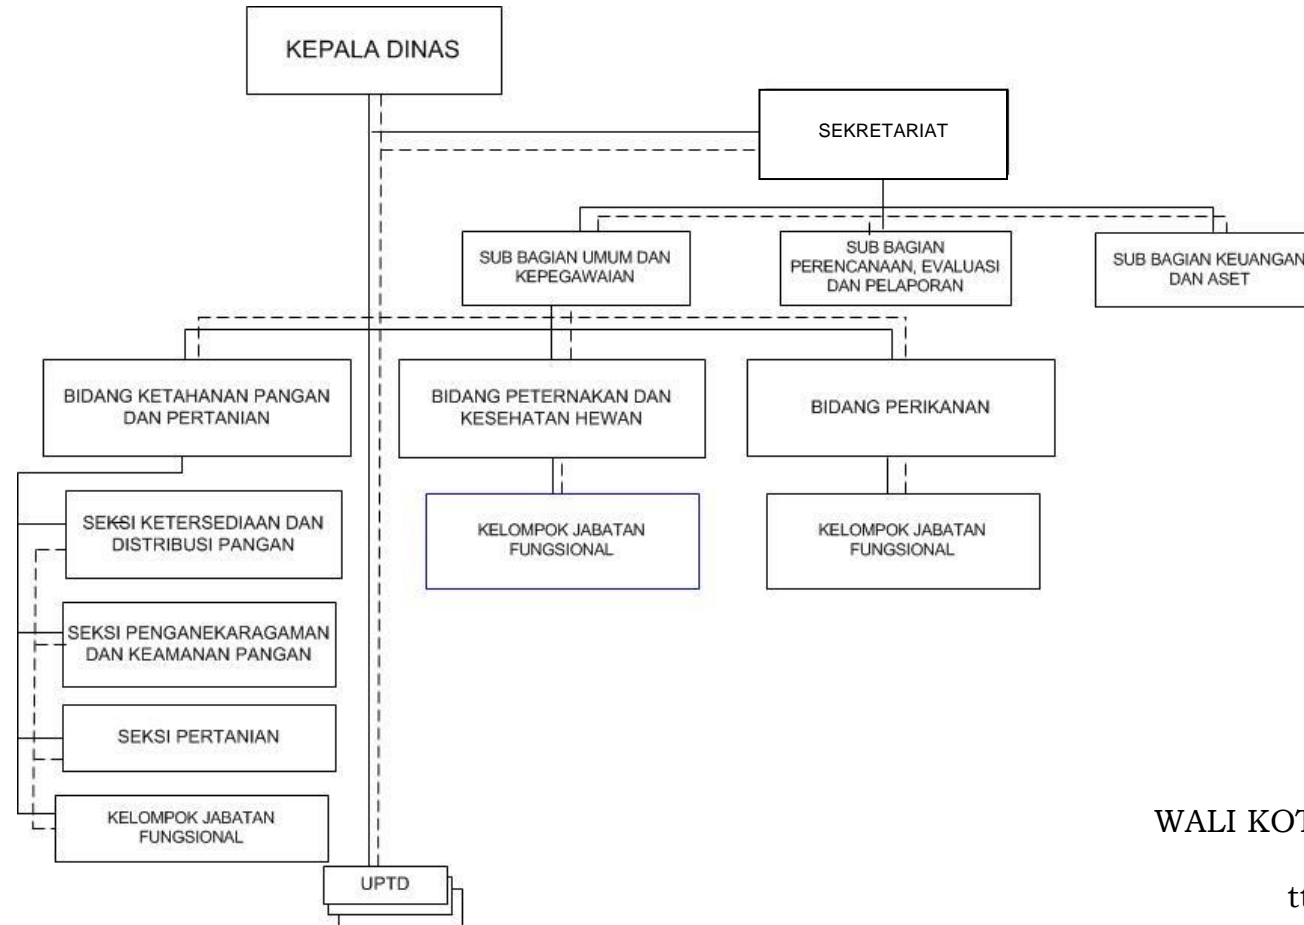 KEPALA DINAS
SEKRETARIAT
SUB BAGIAN UMUM DAN
KEPEGAWAIAN
SUB BAGIAN
PERENCANAAN, EVALUASI
DAN PELAPORAN
SUB BAGIAN KEUANGAN
DAN ASET
BIDANG KETAHANAN PANGAN
DAN PERTANIAN
BIDANG PETERNAKAN DAN
KESEHATAN HEWAN
BIDANG PERIKANAN
SEKSI KETERSEDIAAN DAN
DISTRIBUSI PANGAN
KELOMPOK JABATAN
FUNGSIONAL
KELOMPOK JABATAN
FUNGSIONAL
SEKSI PENGANEKARAGAMAN
DAN KEAMANAN PANGAN
SEKSI PERTANIAN
KELOMPOK JABATAN
FUNGSIONAL
UPTD
WALI